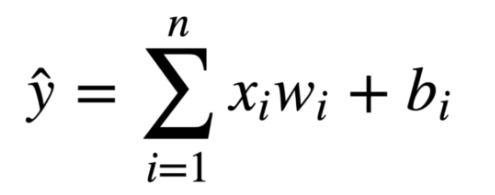 ŷ = ∑_{i=1}^{n} x_i w_i + b_i